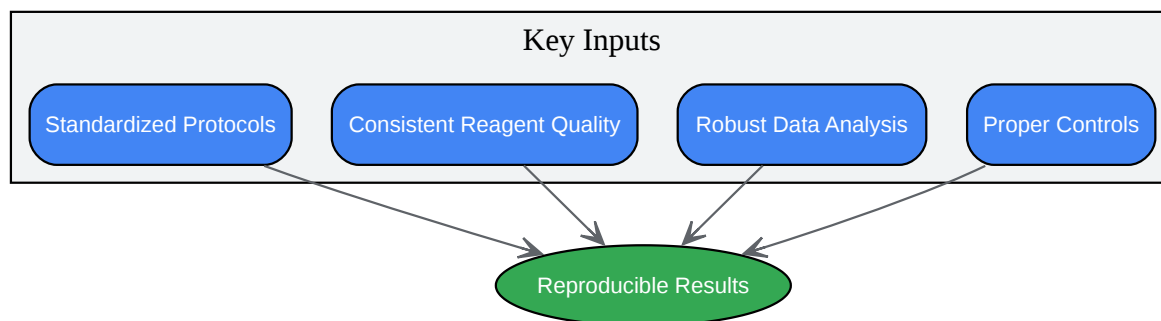 Key Inputs
Standardized Protocols
Consistent Reagent Quality
Robust Data Analysis
Proper Controls
Reproducible Results